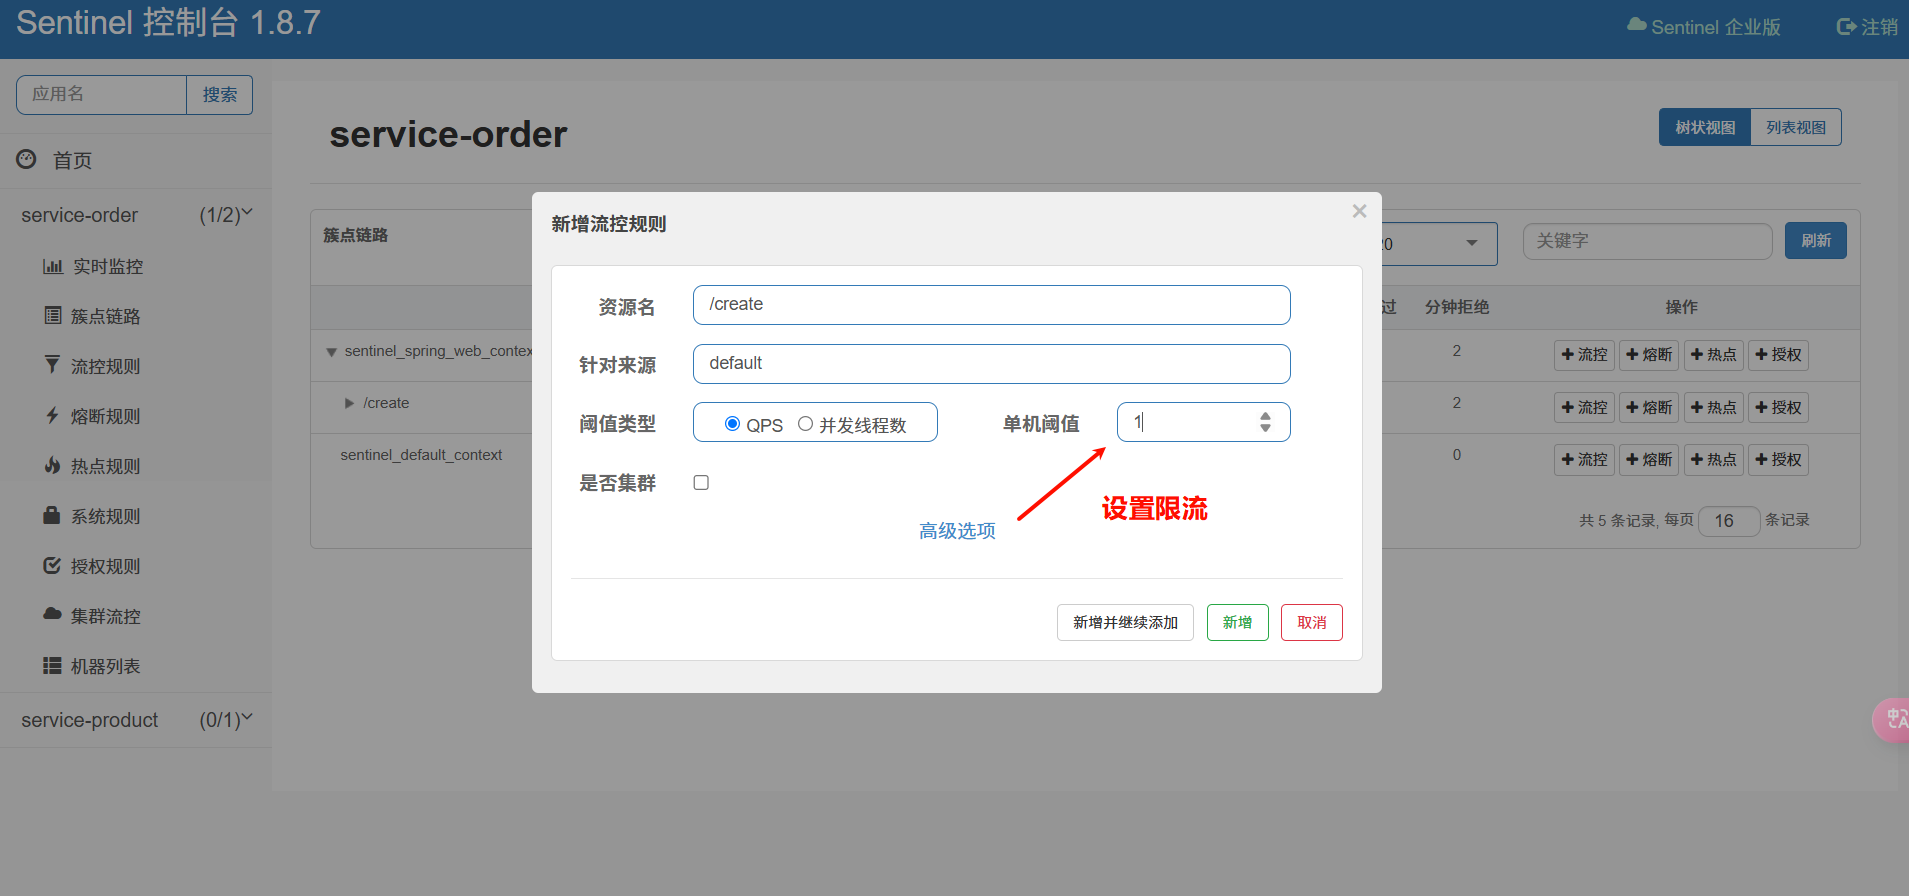 Sentinel 控制台 1.8.7
Sentinel 企业版
注销
应用名
搜索
首页
service-order (1/2)
实时监控
簇点链路
流控规则
熔断规则
热点规则
系统规则
授权规则
集群流控
机器列表
service-product (0/1)
service-order
树状视图 列表视图
簇点链路
关键字
刷新
分钟拒绝 操作
sentinel_spring_web_contex
2 流控 熔断 热点 授权
/create
2 流控 熔断 热点 授权
sentinel_default_context
0 流控 熔断 热点 授权
共 5 条记录, 每页 16 条记录
新增流控规则
×
资源名 /create
针对来源 default
阈值类型 QPS 并发线程数 单机阈值 1
是否集群
设置限流
高级选项
新增并继续添加 新增 取消